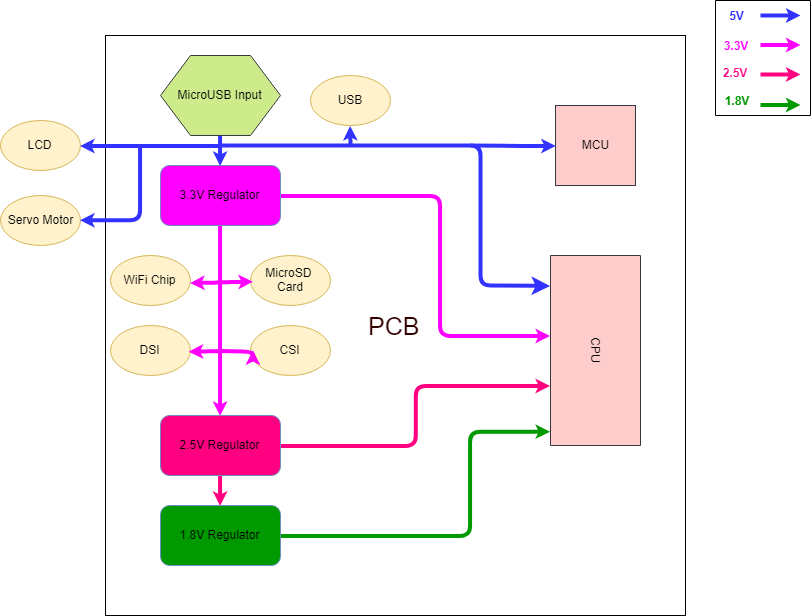 5V
3.3V
2.5V
1.8V
MicroUSB Input
USB
LCD
MCU
Servo Motor
3.3V Regulator
WiFi Chip
MicroSD
Card
PCB
DSI
CSI
CPU
2.5V Regulator
1.8V Regulator